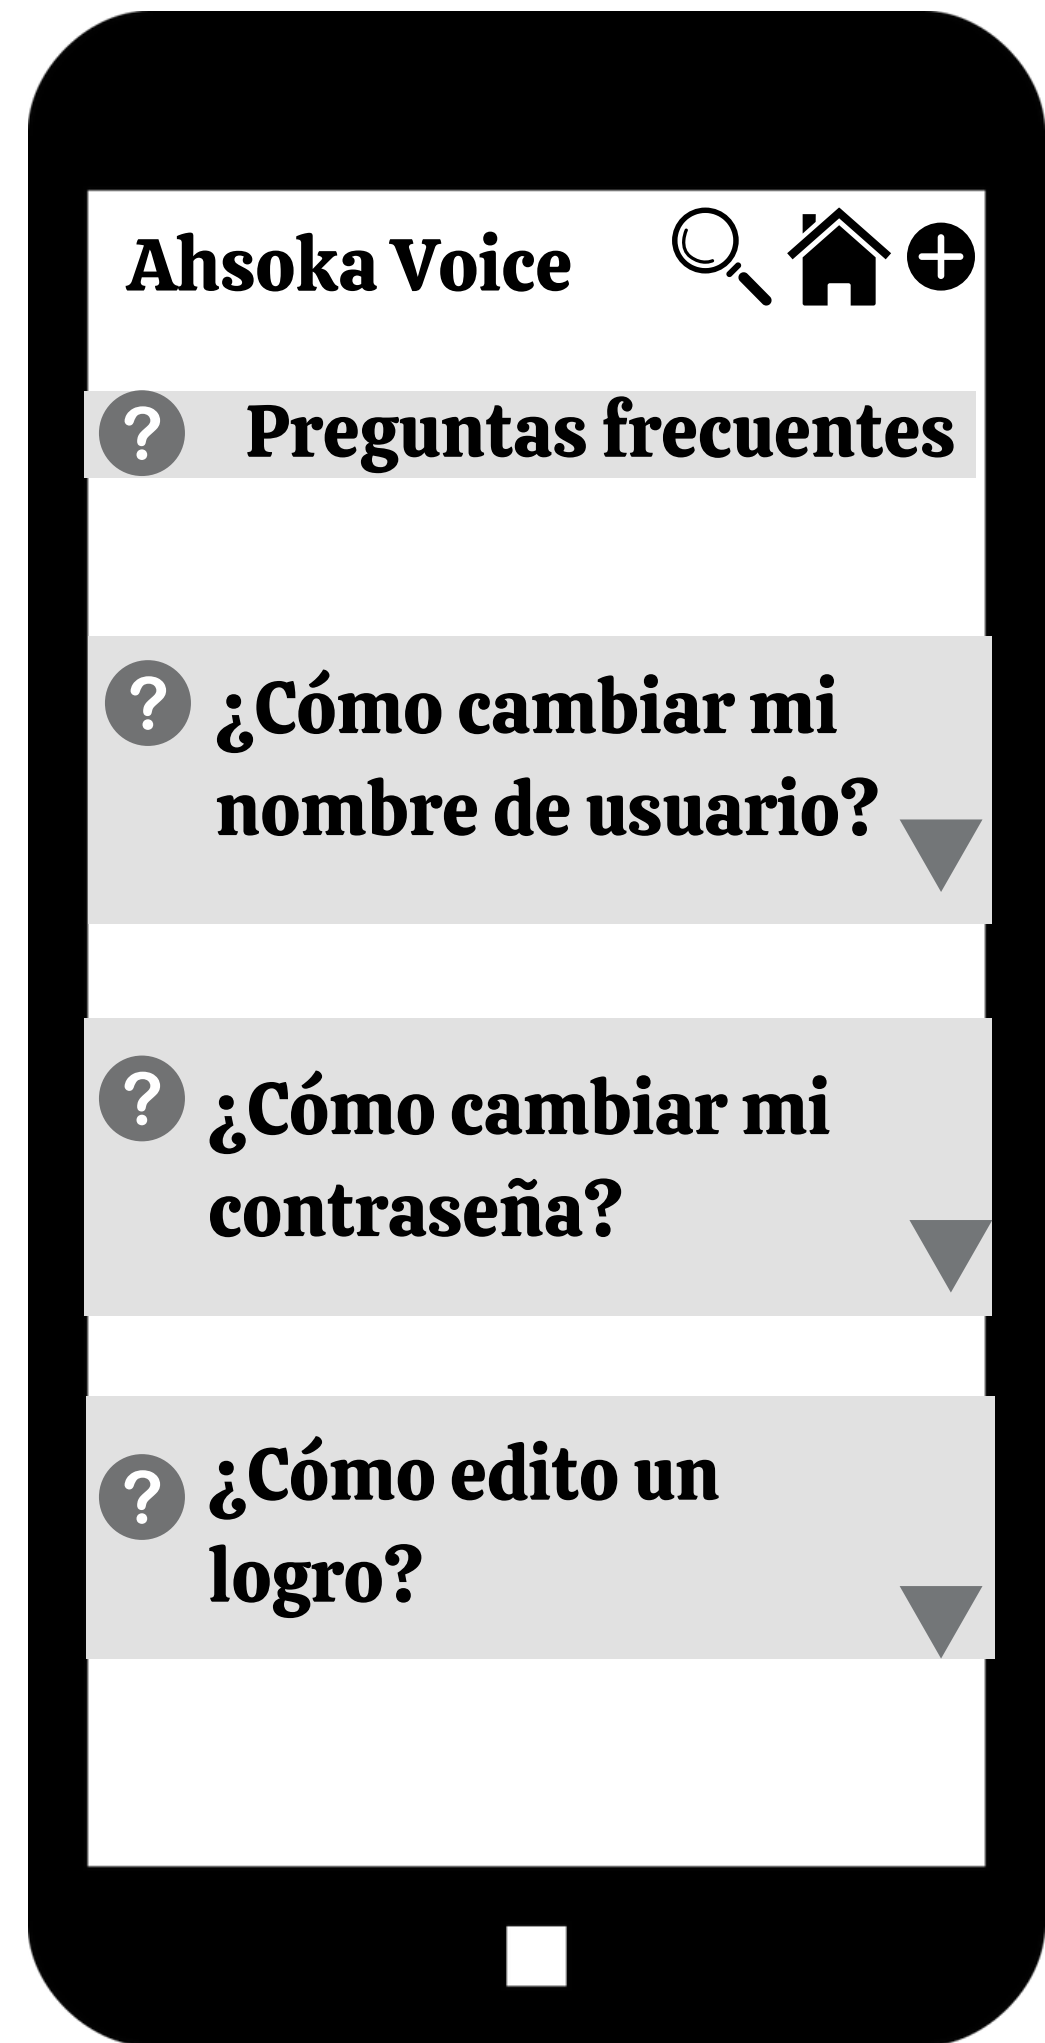 Ahsoka Voice
? Preguntas frecuentes
? ¿Cómo cambiar mi
nombre de usuario?
? ¿Cómo cambiar mi
contraseña?
? ¿Cómo edito un
logro?